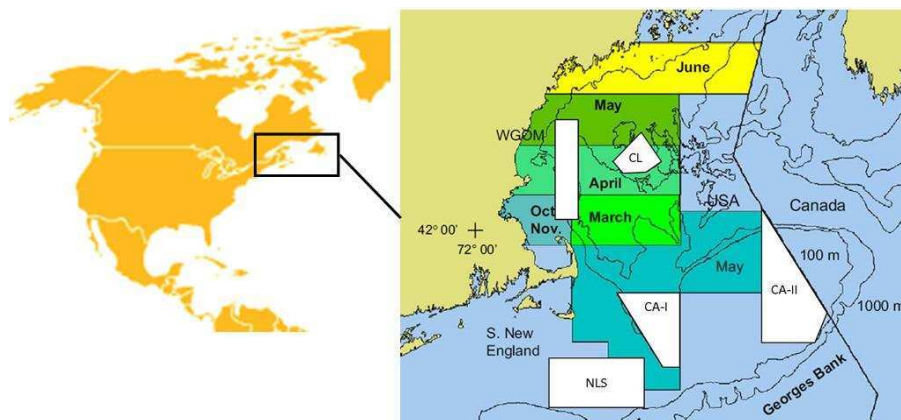 June
May
WGOM
CL
April
USA
Oct
Nov.
March
Canada
42° 00'
72° 00'
May
100 m
CA-II
CA-I
1000 m
S. New
England
NLS
Georges Bank